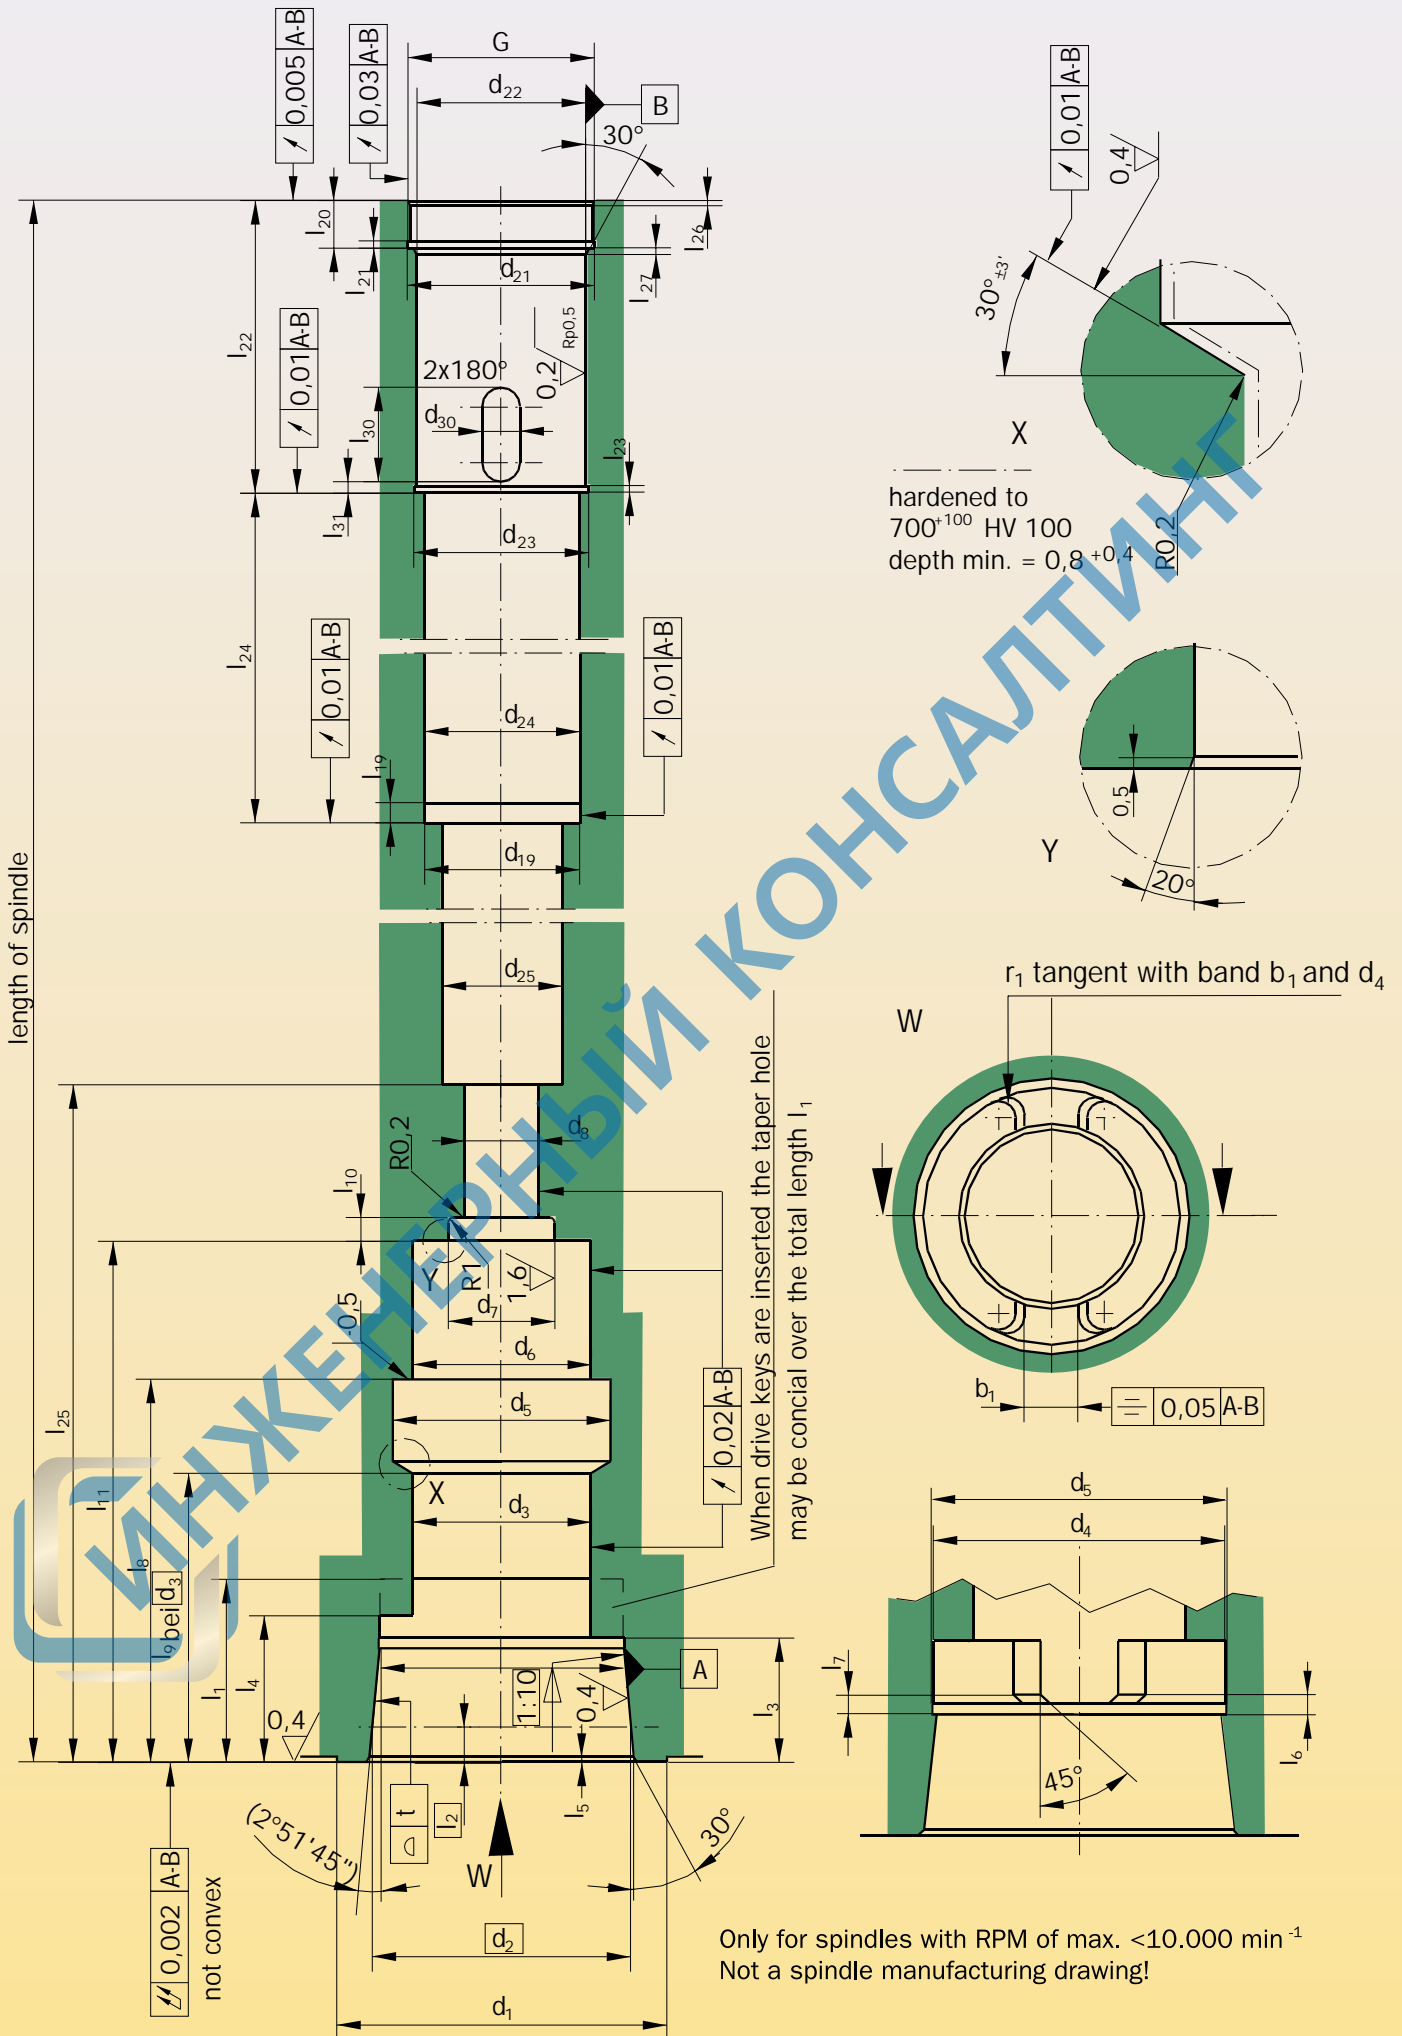 0,005 A-B
0,03 A-B
G
d22
B
30°
l20
l21
l26
l27
d21
l22
0,01 A-B
2x180°
0,2
Rp0,5
d30
l30
l23
l31
d23
l24
0,01 A-B
d24
0,01 A-B
l19
d19
length of spindle
d25
d8
R0,2
l10
Y
R1
1,6
d7
0,5
d6
d5
X
d3
0,02 A-B
When drive keys are inserted the taper hole
may be concial over the total length l1
l25
l11
l8
l9 bei d3
l1
l4
0,4
1:10
0,4
A
l3
l5
l2
t
(2°51'45")
30°
W
0,002 A-B
not convex
d2
d1
0,01 A-B
0,4
30° ±3'
X
R0,2
hardened to
700+100 HV 100
depth min. = 0,8 +0,4
0,5
Y
20°
r1 tangent with band b1 and d4
W
b1
0,05 A-B
d5
d4
l7
l6
45°
Only for spindles with RPM of max. <10.000 min -1
Not a spindle manufacturing drawing!
ИНЖЕНЕРНЫЙ КОНСАЛТИНГ